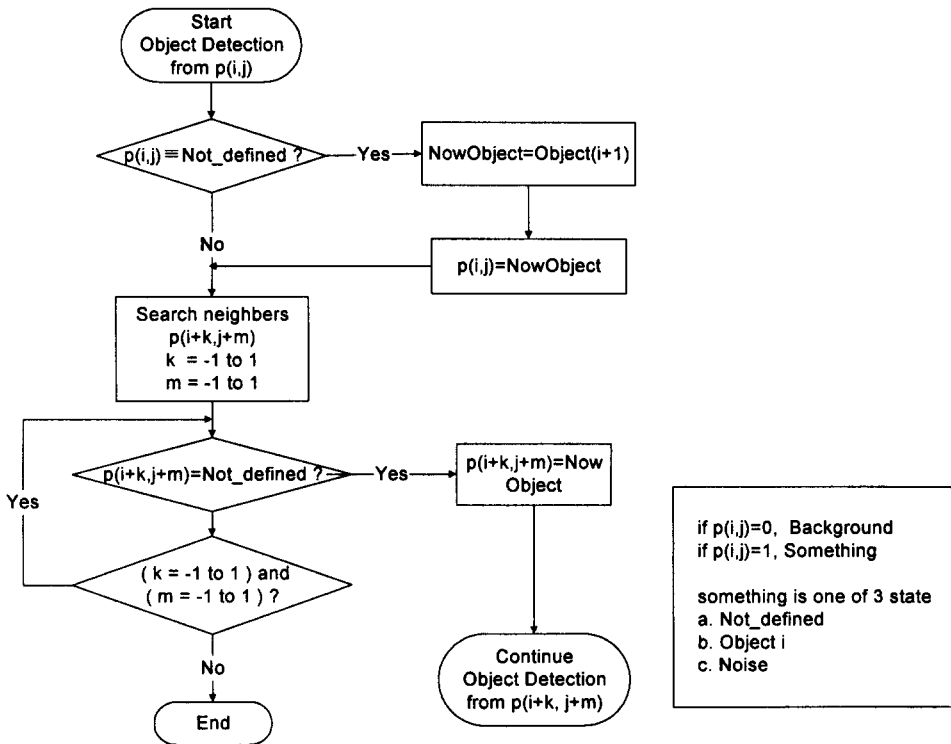 Start
Object Detection
from p(i,j)
p(i,j)≡Not_defined ?
Yes
NowObject=Object(i+1)
No
p(i,j)=NowObject
Search neighbers
p(i+k,j+m)
k = -1 to 1
m = -1 to 1
p(i+k,j+m)=Not_defined ?
Yes
p(i+k,j+m)=Now
Object
Yes
( k = -1 to 1 ) and
( m = -1 to 1 ) ?
No
End
Continue
Object Detection
from p(i+k, j+m)
if p(i,j)=0, Background
if p(i,j)=1, Something
something is one of 3 state
a. Not_defined
b. Object i
c. Noise